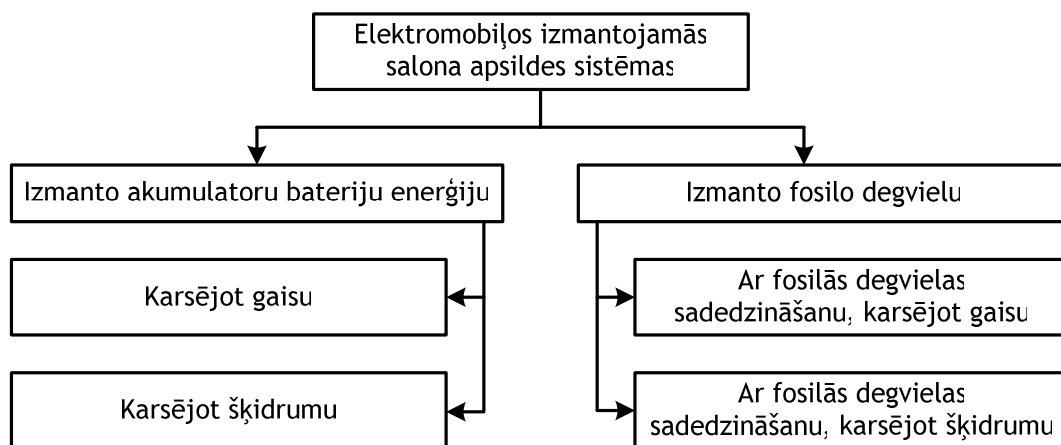 Elektromobiļos izmantojamās
salona apsildes sistēmas
Izmanto akumulatoru bateriju enerģiju
Izmanto fosilo degvielu
Karsējot gaisu
Ar fosilās degvielas
sadedzināšanu, karsējot gaisu
Karsējot šķidrumu
Ar fosilās degvielas
sadedzināšanu, karsējot šķidrumu